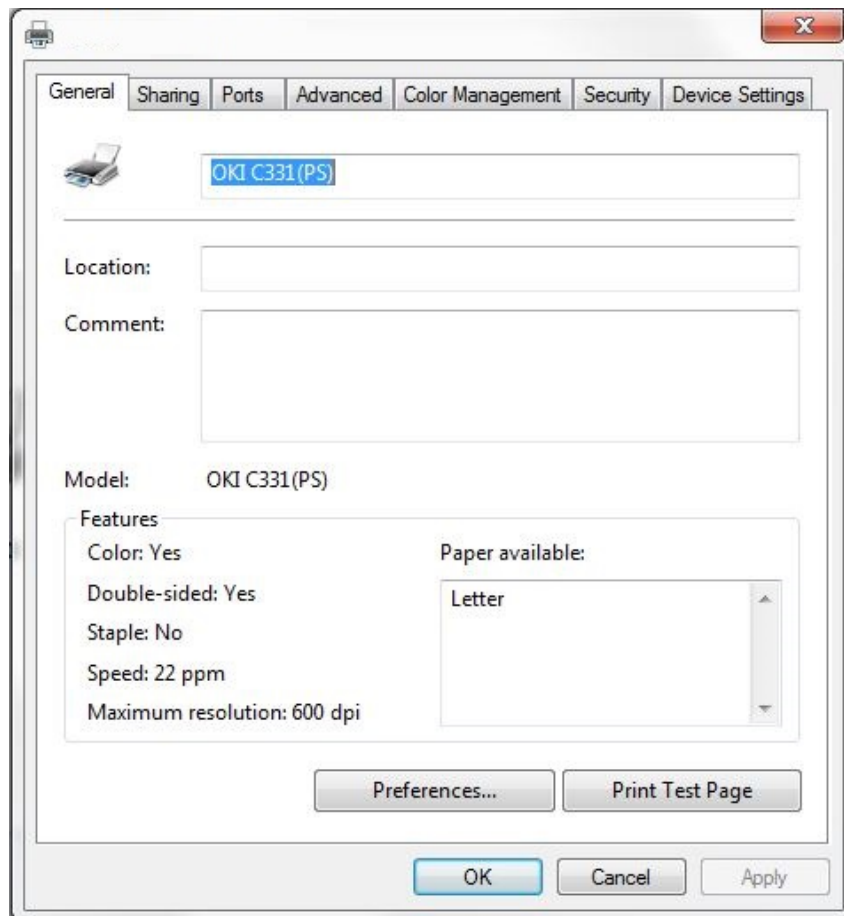 General Sharing Ports Advanced Color Management Security Device Settings
OKI C331(PS)
Location:
Comment:
Model: OKI C331(PS)
Features
Color: Yes
Double-sided: Yes
Staple: No
Speed: 22 ppm
Maximum resolution: 600 dpi
Paper available:
Letter
Preferences... Print Test Page
OK Cancel Apply